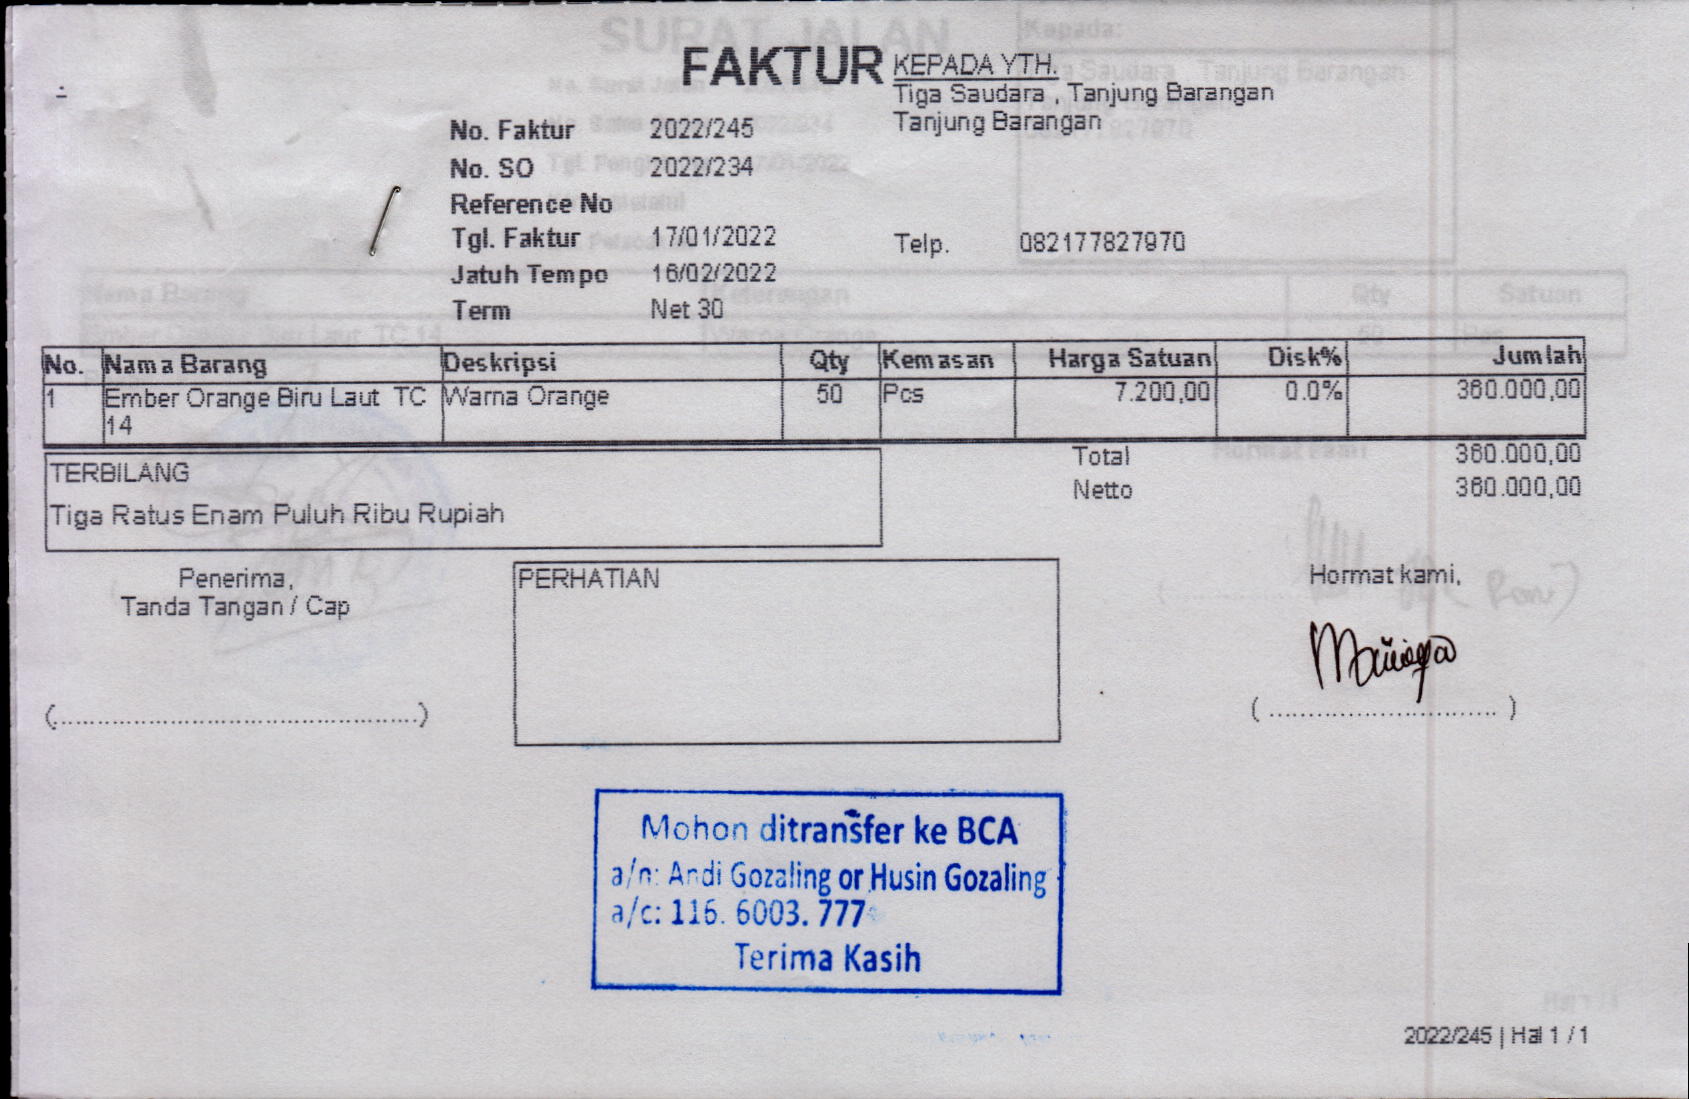 FAKTUR
KEPADA YTH.
Tiga Saudara , Tanjung Barangan
Tanjung Barangan
No. Faktur 2022/245
No. SO 2022/234
Reference No
Tgl. Faktur 17/01/2022
Telp. 082177827970
Jatuh Tempo 16/02/2022
Term Net 30
No. Nama Barang Deskripsi Qty Kemasan Harga Satuan Disk% Jumlah
1 Ember Orange Biru Laut TC Warna Orange 50 Pcs 7.200,00 0.0% 360.000,00
14
Total 360.000,00
TERBILANG
Netto 360.000,00
Tiga Ratus Enam Puluh Ribu Rupiah
Penerima,
Tanda Tangan / Cap
PERHATIAN
Hormat kami,
(...............................................)
( ............................. )
Mohon ditransfer ke BCA
a/n: Andi Gozaling or Husin Gozaling
a/c: 116. 6003. 777
Terima Kasih
2022/245 | Hal 1 / 1